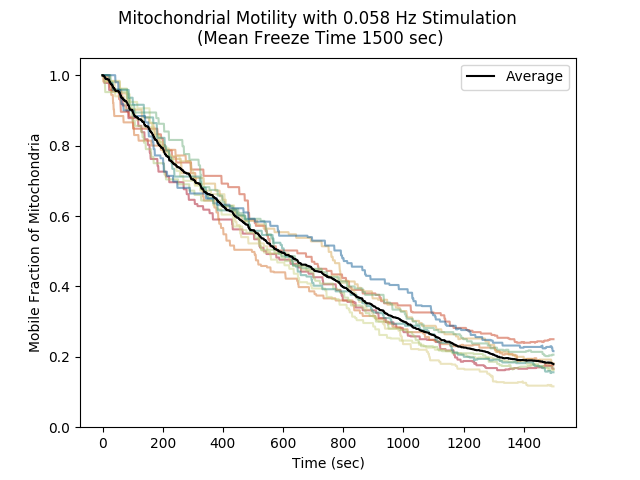 Mitochondrial Motility with 0.058 Hz Stimulation
(Mean Freeze Time 1500 sec)
Average
Mobile Fraction of Mitochondria
1.0
0.8
0.6
0.4
0.2
0.0
0 200 400 600 800 1000 1200 1400
Time (sec)